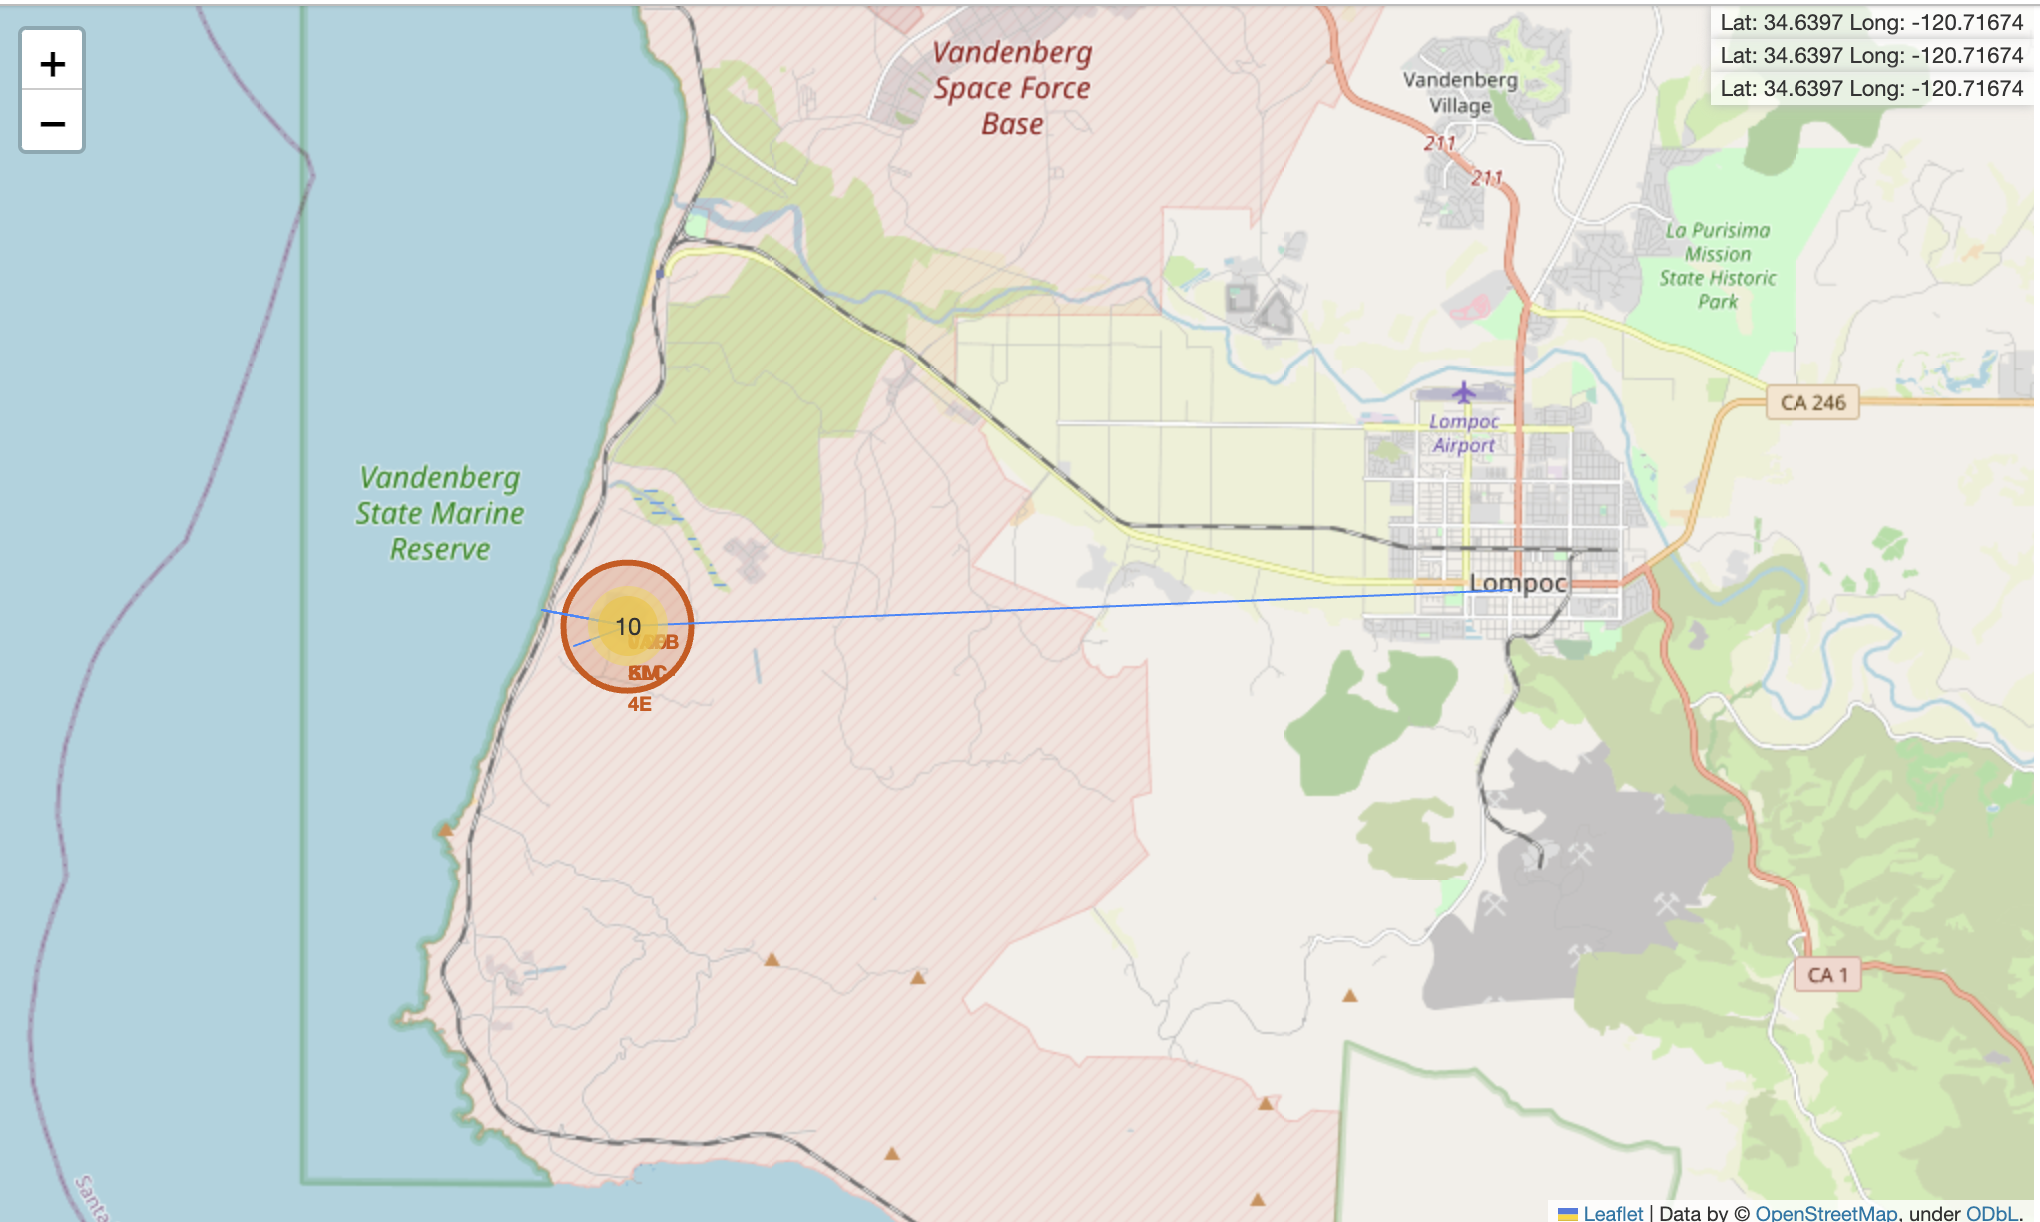 +
−
Lat: 34.6397 Long: -120.71674
Lat: 34.6397 Long: -120.71674
Lat: 34.6397 Long: -120.71674
Vandenberg
Space Force
Base
Vandenberg
Village
211
211
La Purisima
Mission
State Historic
Park
CA 246
Lompoc
Airport
Vandenberg
State Marine
Reserve
Lompoc
10
4E
CA 1
Santa
Leaflet | Data by © OpenStreetMap, under ODbL.